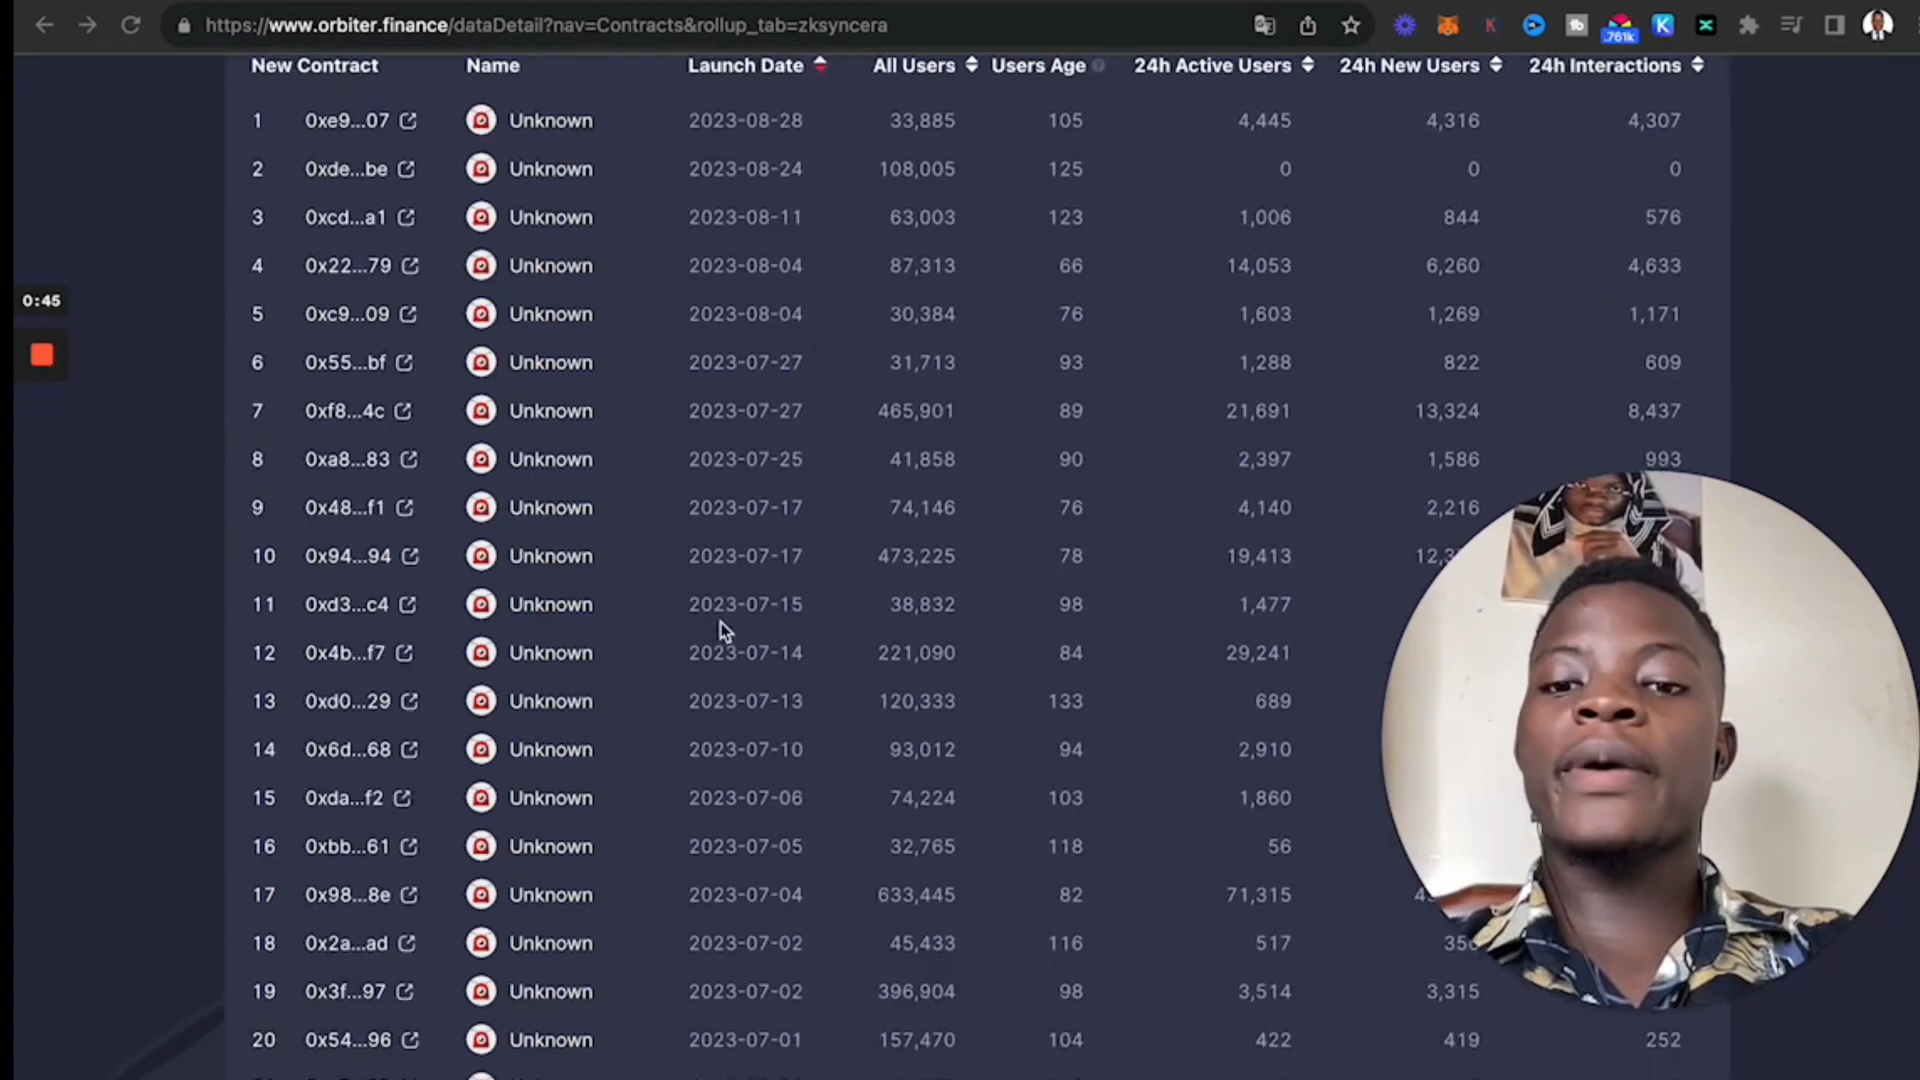 https://www.orbiter.finance/dataDetail?nav=Contracts&rollup_tab=zksyncera
.761k
New Contract Name Launch Date All Users Users Age 24h Active Users 24h New Users 24h Interactions
1 0xe9...07 Unknown 2023-08-28 33,885 105 4,445 4,316 4,307
2 0xde...be Unknown 2023-08-24 108,005 125 0 0 0
3 0xcd...a1 Unknown 2023-08-11 63,003 123 1,006 844 576
4 0x22...79 Unknown 2023-08-04 87,313 66 14,053 6,260 4,633
0:45
5 0xc9...09 Unknown 2023-08-04 30,384 76 1,603 1,269 1,171
6 0x55...bf Unknown 2023-07-27 31,713 93 1,288 822 609
7 0xf8...4c Unknown 2023-07-27 465,901 89 21,691 13,324 8,437
8 0xa8...83 Unknown 2023-07-25 41,858 90 2,397 1,586 993
9 0x48...f1 Unknown 2023-07-17 74,146 76 4,140 2,216
10 0x94...94 Unknown 2023-07-17 473,225 78 19,413
11 0xd3...c4 Unknown 2023-07-15 38,832 98 1,477
12 0x4b...f7 Unknown 2023-07-14 221,090 84 29,241
13 0xd0...29 Unknown 2023-07-13 120,333 133 689
14 0x6d...68 Unknown 2023-07-10 93,012 94 2,910
15 0xda...f2 Unknown 2023-07-06 74,224 103 1,860
16 0xbb...61 Unknown 2023-07-05 32,765 118 56
17 0x98...8e Unknown 2023-07-04 633,445 82 71,315
18 0x2a...ad Unknown 2023-07-02 45,433 116 517
19 0x3f...97 Unknown 2023-07-02 396,904 98 3,514 3,315
20 0x54...96 Unknown 2023-07-01 157,470 104 422 419 252